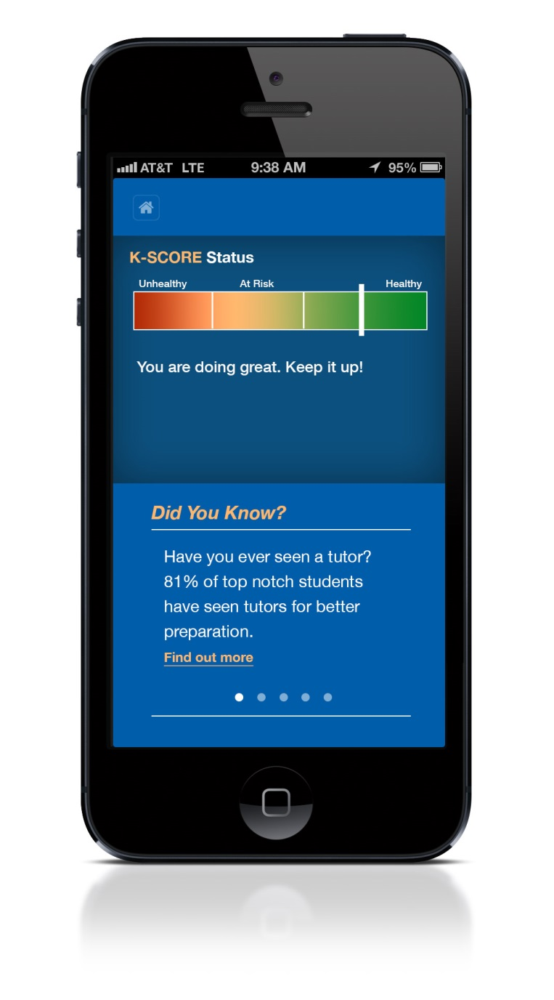 AT&T LTE 9:38 AM 95%
K-SCORE Status
Unhealthy At Risk Healthy
You are doing great. Keep it up!
Did You Know?
Have you ever seen a tutor?
81% of top notch students
have seen tutors for better
preparation.
Find out more